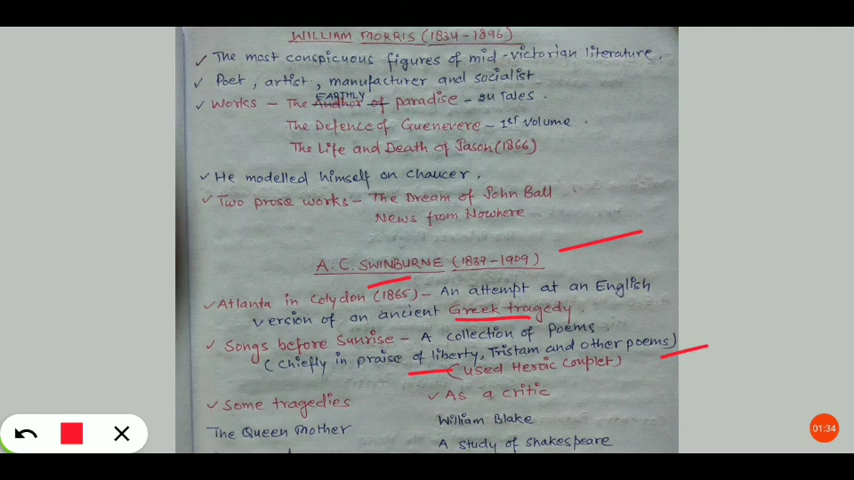 WILLIAM MORRIS (1834-1896)
✓ The most conspicuous figures of mid-victorian literature.
✓ Poet, artist, manufacturer and socialist
EARTHLY
✓ Works - The Author of paradise - 24 Tales.
The Defence of Guenevere - 1st volume.
The Life and Death of Jason (1866)
✓ He modelled himself on chaucer.
✓ Two prose works - The Dream of John Ball
News from Nowhere
A.C. SWINBURNE (1837-1909)
✓ Atlanta in Colydon (1865) - An attempt at an English
version of an ancient Greek tragedy.
✓ Songs before Sunrise - A collection of Poems.
(chiefly in praise of liberty, Tristam and other poems)
(used Heroic Couplet)
✓ Some tragedies
The Queen Mother
✓ As a critic
William Blake
A study of shakespeare
01:34